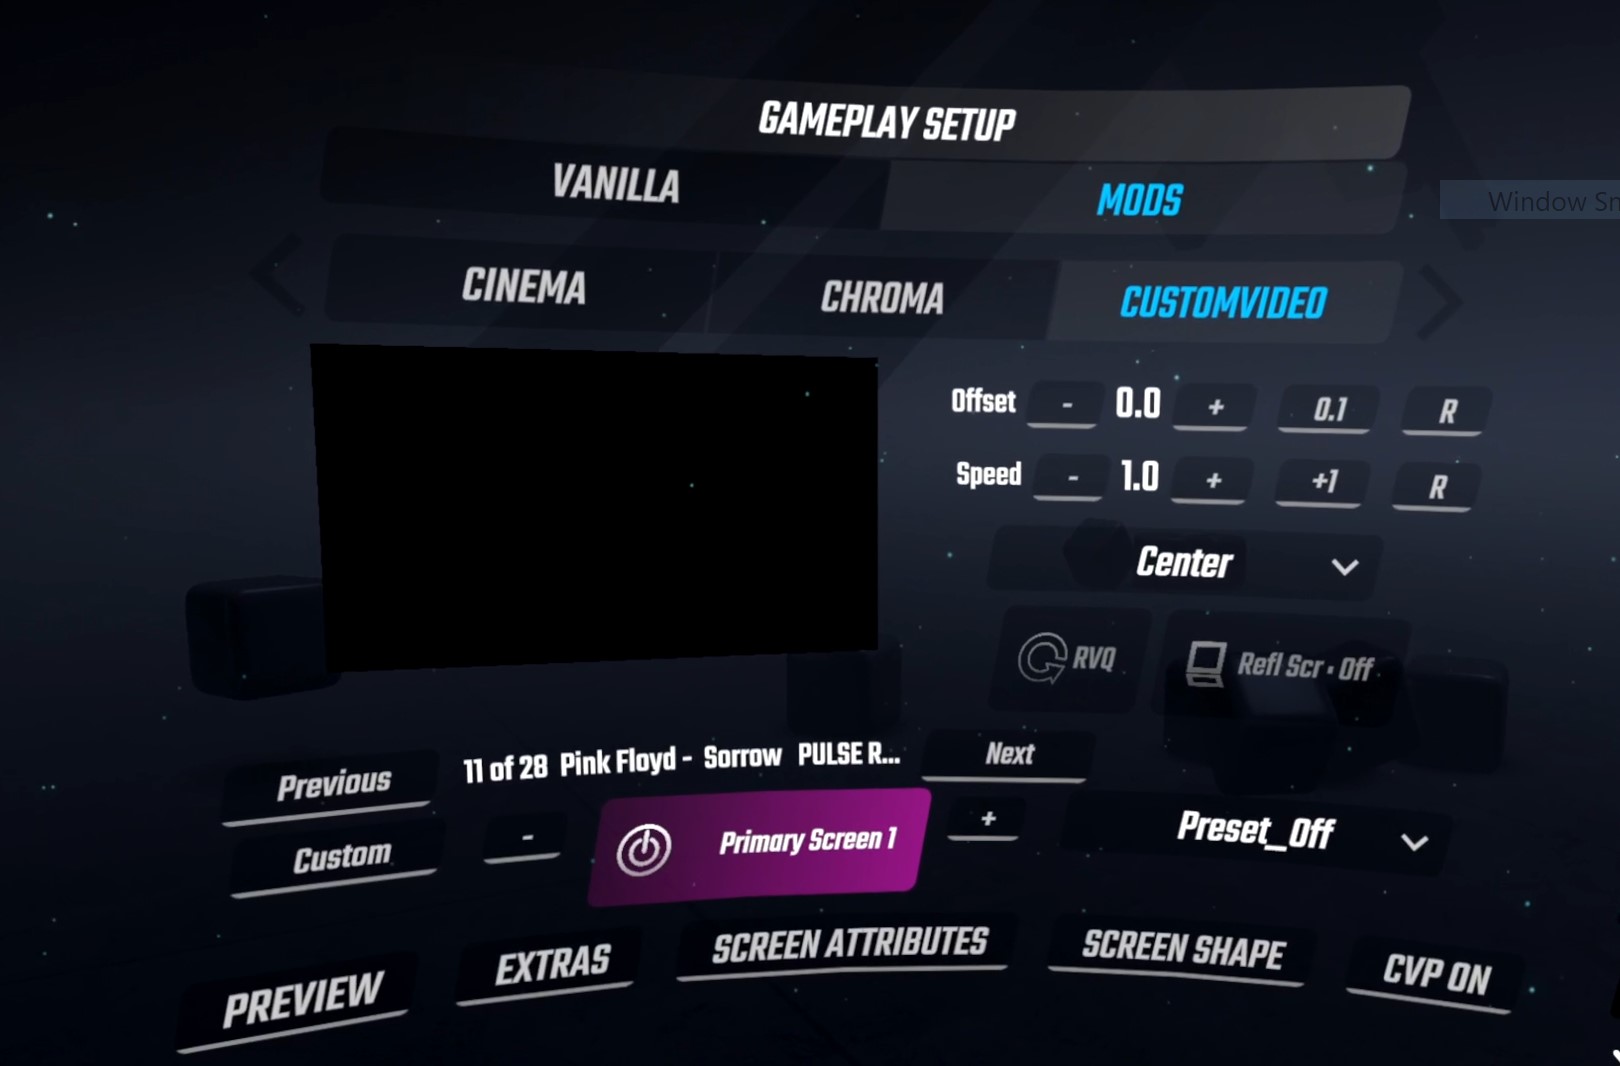 GAMEPLAY SETUP
VANILLA MODS
CINEMA CHROMA CUSTOMVIDEO
Offset - 0.0 + 0.1 R
Speed - 1.0 + +1 R
Center
RVQ Refl Scr : Off
11 of 28 Pink Floyd - Sorrow PULSE R...
Previous Next
Custom - Primary Screen 1 + Preset_Off
PREVIEW EXTRAS SCREEN ATTRIBUTES SCREEN SHAPE CVP ON
Window Sn